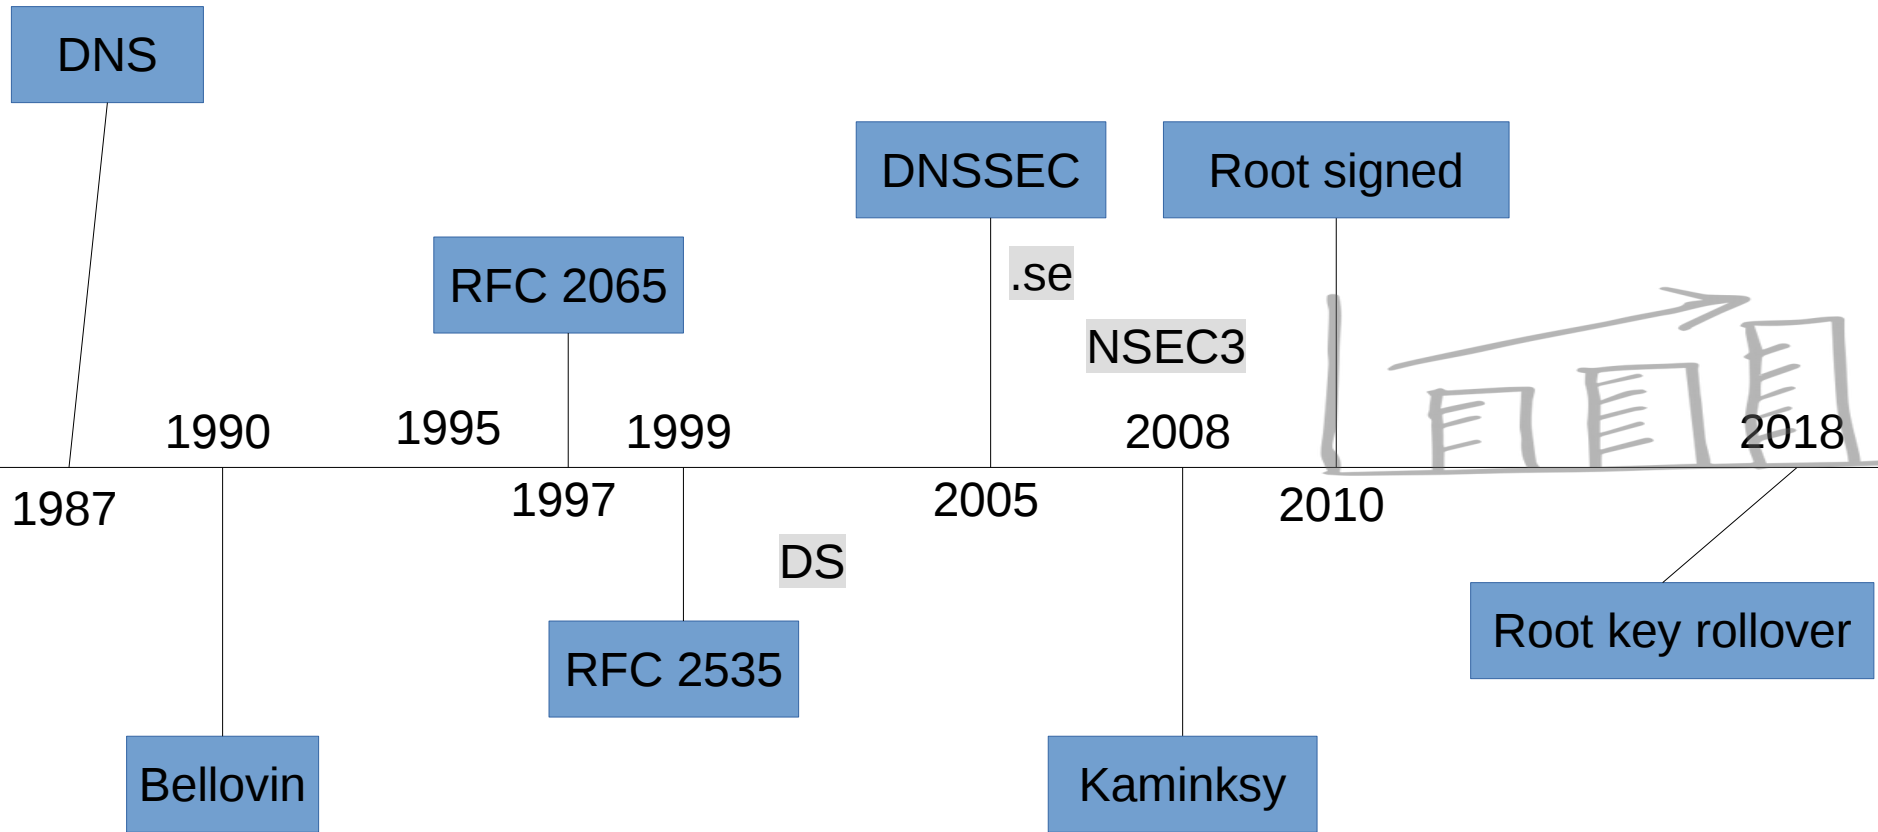 DNS
DNSSEC
Root signed
.se
RFC 2065
NSEC3
1990
1995
1999
2008
2018
1987
1997
2005
2010
DS
RFC 2535
Root key rollover
Bellovin
Kaminksy